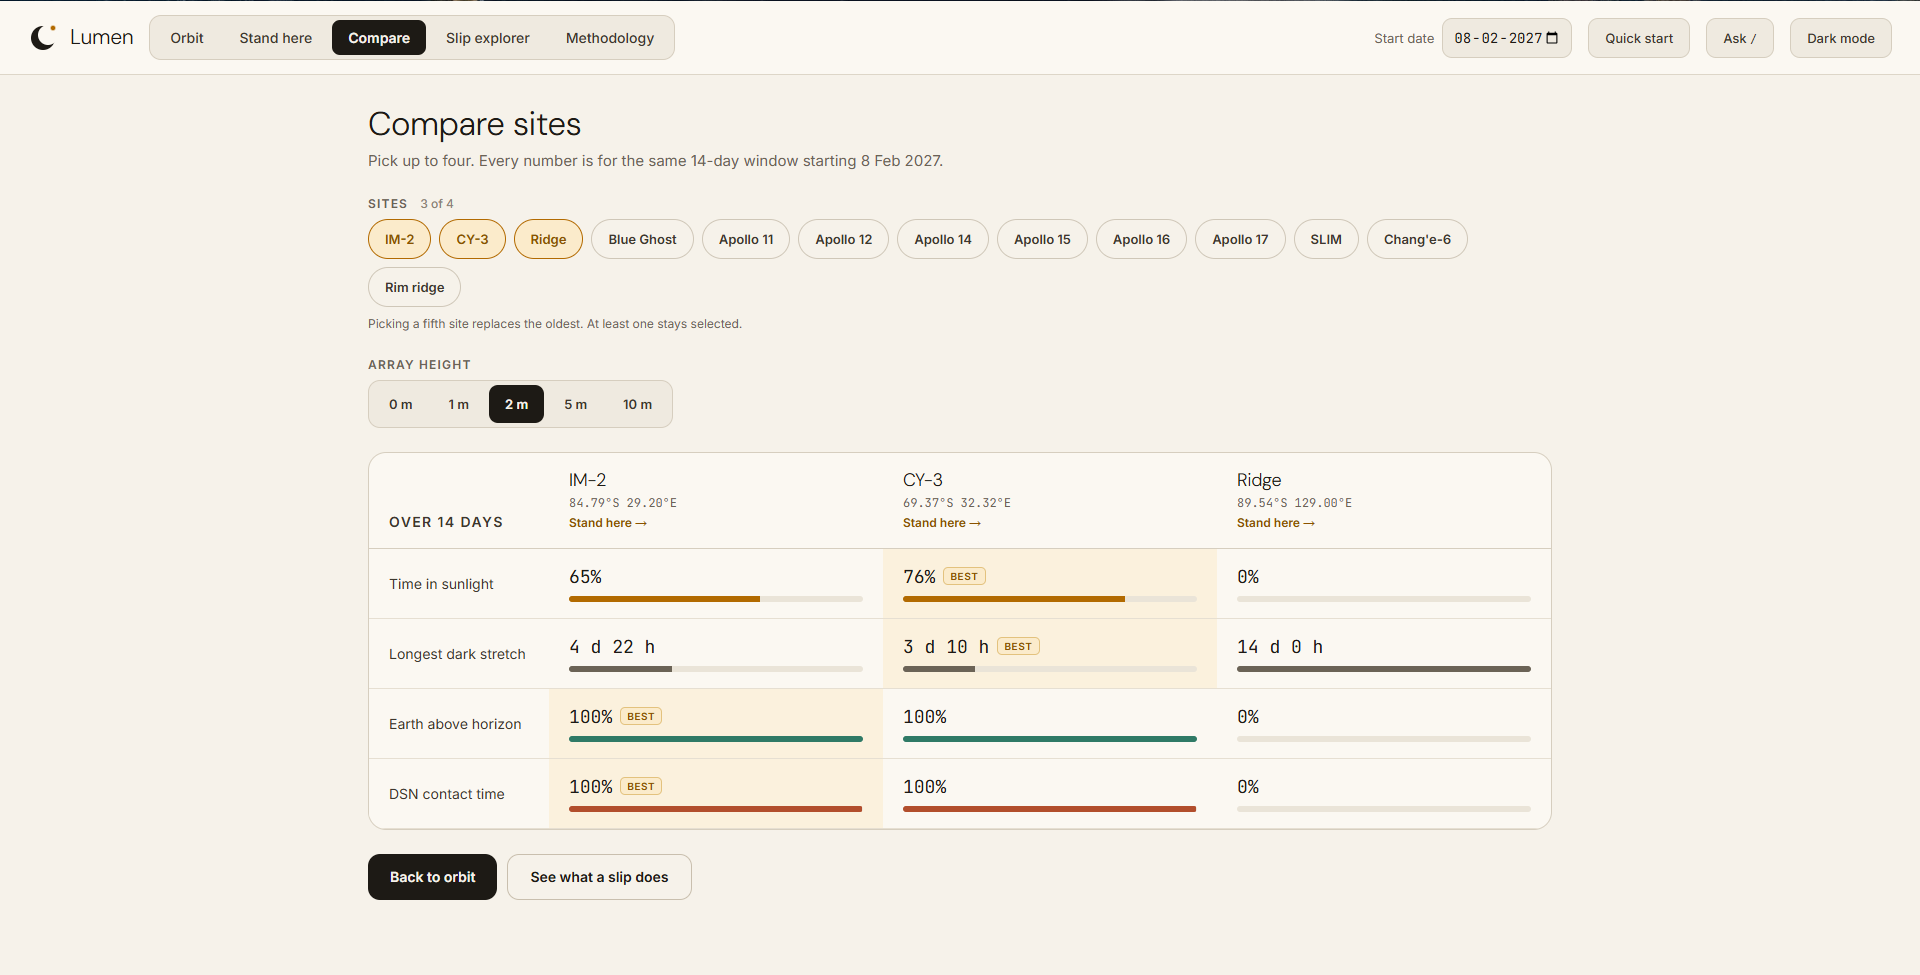 Lumen
Orbit Stand here Compare Slip explorer Methodology
Start date 08-02-2027 Quick start Ask / Dark mode
Compare sites
Pick up to four. Every number is for the same 14-day window starting 8 Feb 2027.
SITES 3 of 4
IM-2 CY-3 Ridge Blue Ghost Apollo 11 Apollo 12 Apollo 14 Apollo 15 Apollo 16 Apollo 17 SLIM Chang'e-6
Rim ridge
Picking a fifth site replaces the oldest. At least one stays selected.
ARRAY HEIGHT
0 m 1 m 2 m 5 m 10 m
IM-2 CY-3 Ridge
84.79°S 29.20°E 69.37°S 32.32°E 89.54°S 129.00°E
OVER 14 DAYS Stand here → Stand here → Stand here →
Time in sunlight 65% 76% BEST 0%
Longest dark stretch 4 d 22 h 3 d 10 h BEST 14 d 0 h
Earth above horizon 100% BEST 100% 0%
DSN contact time 100% BEST 100% 0%
Back to orbit See what a slip does